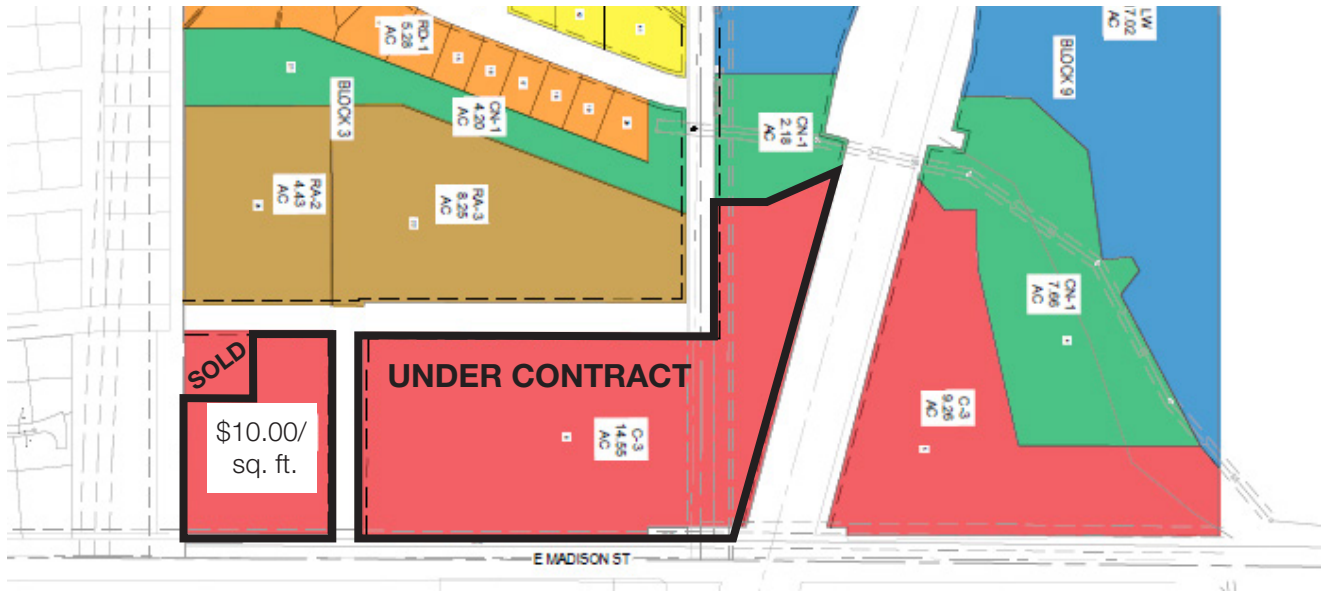 RD-1
5.28
AC
LW
17.02
AC
BLOCK 9
BLOCK 3
CN-1
4.20
AC
CN-1
2.18
AC
RA-2
4.43
AC
RA-3
8.25
AC
CN-1
7.66
AC
SOLD
UNDER CONTRACT
$10.00/
sq. ft.
C-3
14.55
AC
C-3
9.26
AC
E MADISON ST